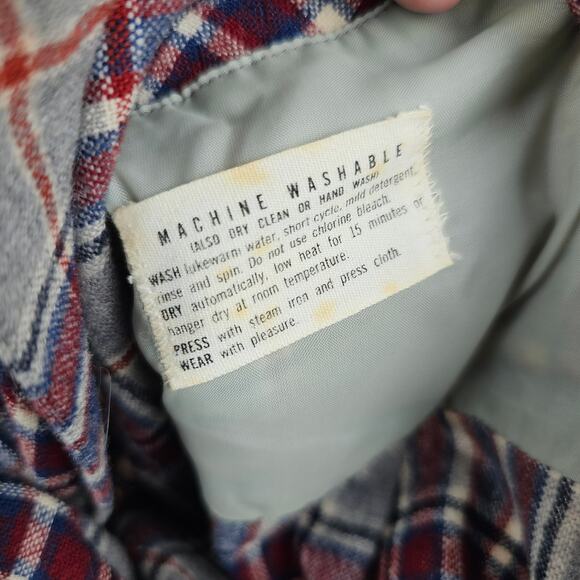 MACHINE WASHABLE
(ALSO DRY CLEAN OR HAND WASH)
WASH lukewarm water, short cycle, mild detergent,
rinse and spin. Do not use chlorine bleach.
DRY automatically, low heat for 15 minutes or
hanger dry at room temperature.
PRESS with steam iron and press cloth.
WEAR with pleasure.